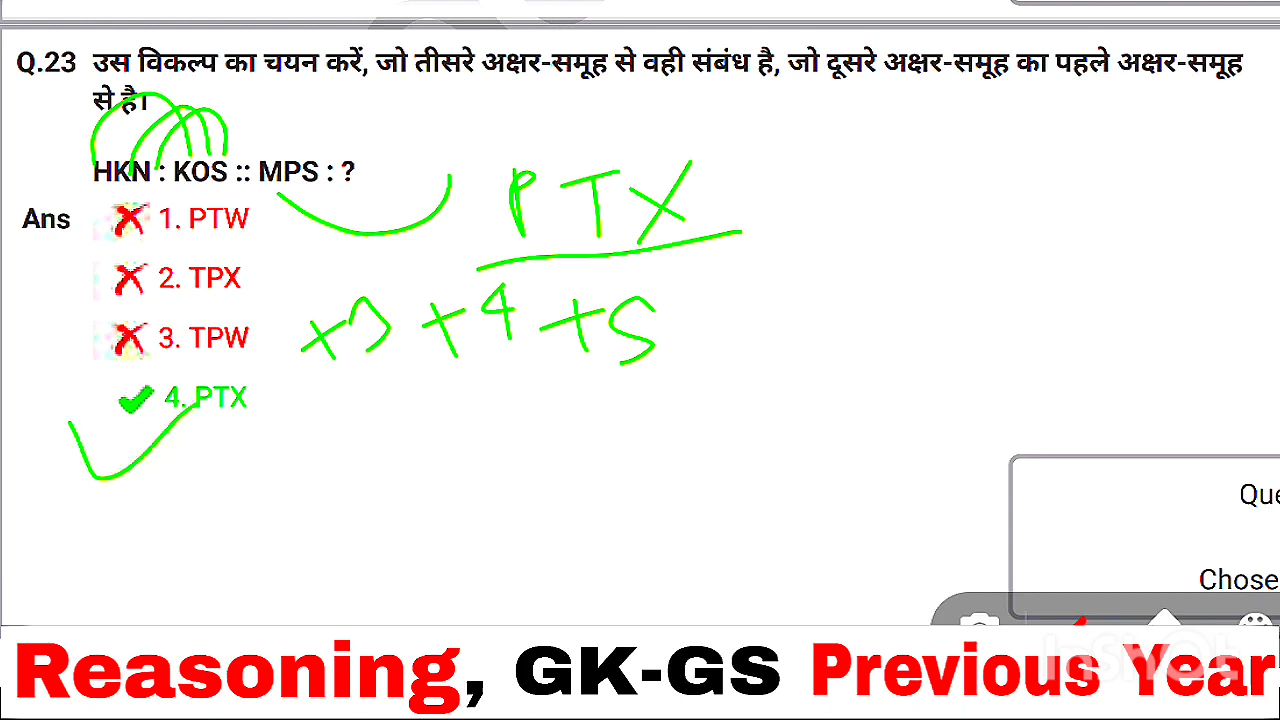 Q.23 उस विकल्प का चयन करें, जो तीसरे अक्षर-समूह से वही संबंध है, जो दूसरे अक्षर-समूह का पहले अक्षर-समूह
से है।
HKN : KOS :: MPS : ?
PTX
Ans 1. PTW
2. TPX
3. TPW
+3 +4 +5
4. PTX
Que
Chose
InShOt
Reasoning, GK-GS Previous Year